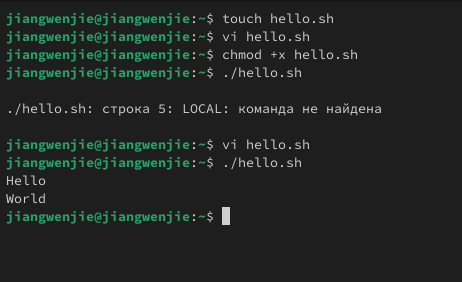 jiangwenjie@jiangwenjie:~$ touch hello.sh
jiangwenjie@jiangwenjie:~$ vi hello.sh
jiangwenjie@jiangwenjie:~$ chmod +x hello.sh
jiangwenjie@jiangwenjie:~$ ./hello.sh
./hello.sh: строка 5: LOCAL: команда не найдена
jiangwenjie@jiangwenjie:~$ vi hello.sh
jiangwenjie@jiangwenjie:~$ ./hello.sh
Hello
World
jiangwenjie@jiangwenjie:~$